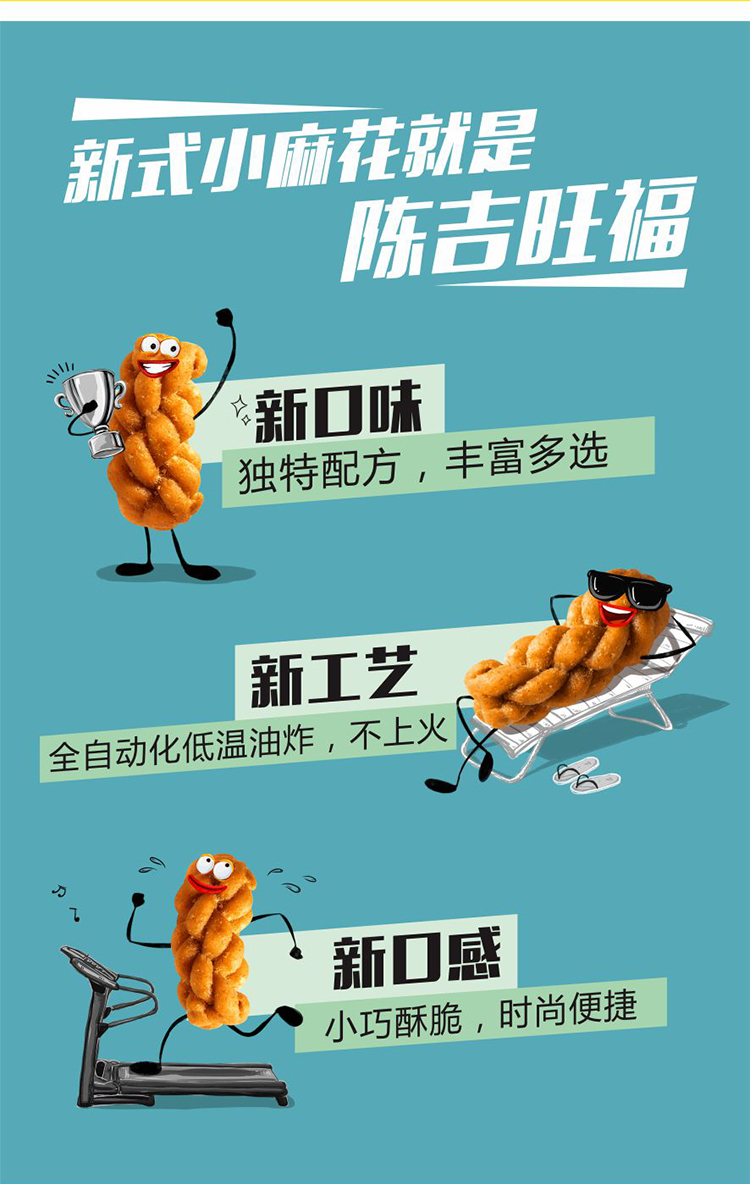 新式小麻花就是
陈吉旺福
新口味
独特配方，丰富多选
新工艺
全自动化低温油炸，不上火
新口感
小巧酥脆，时尚便捷